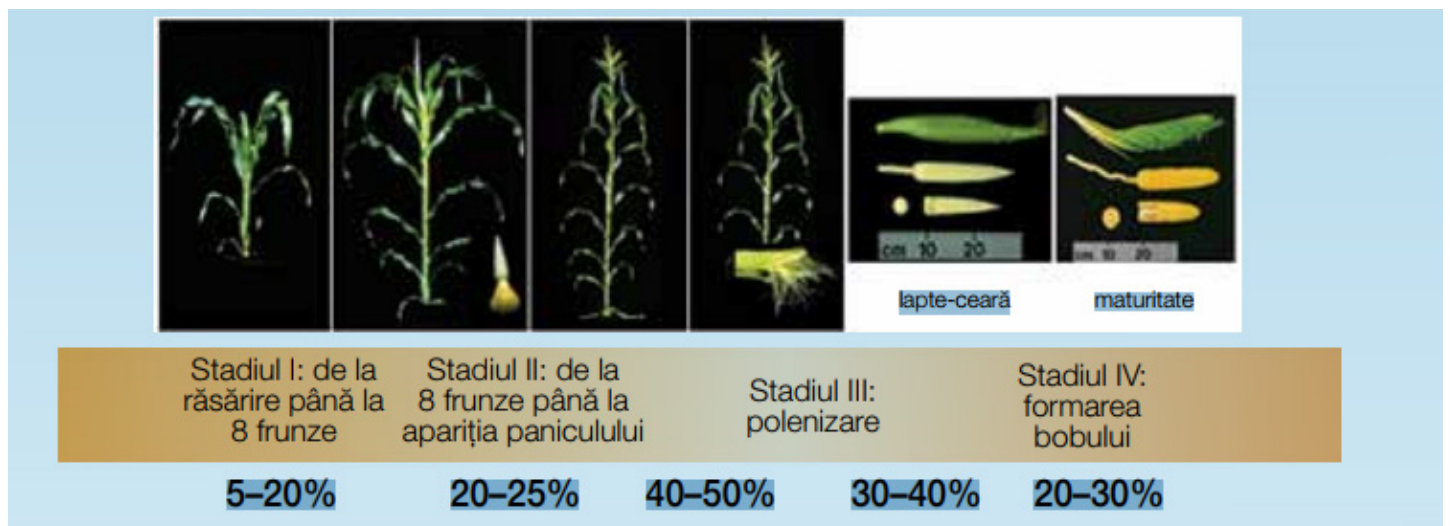 cm 10 20
cm 10 20
lapte-ceară
maturitate
Stadiul I: de la
răsărire până la
8 frunze
Stadiul II: de la
8 frunze până la
apariția paniculului
Stadiul III:
polenizare
Stadiul IV:
formarea
bobului
5–20%
20–25%
40–50%
30–40%
20–30%